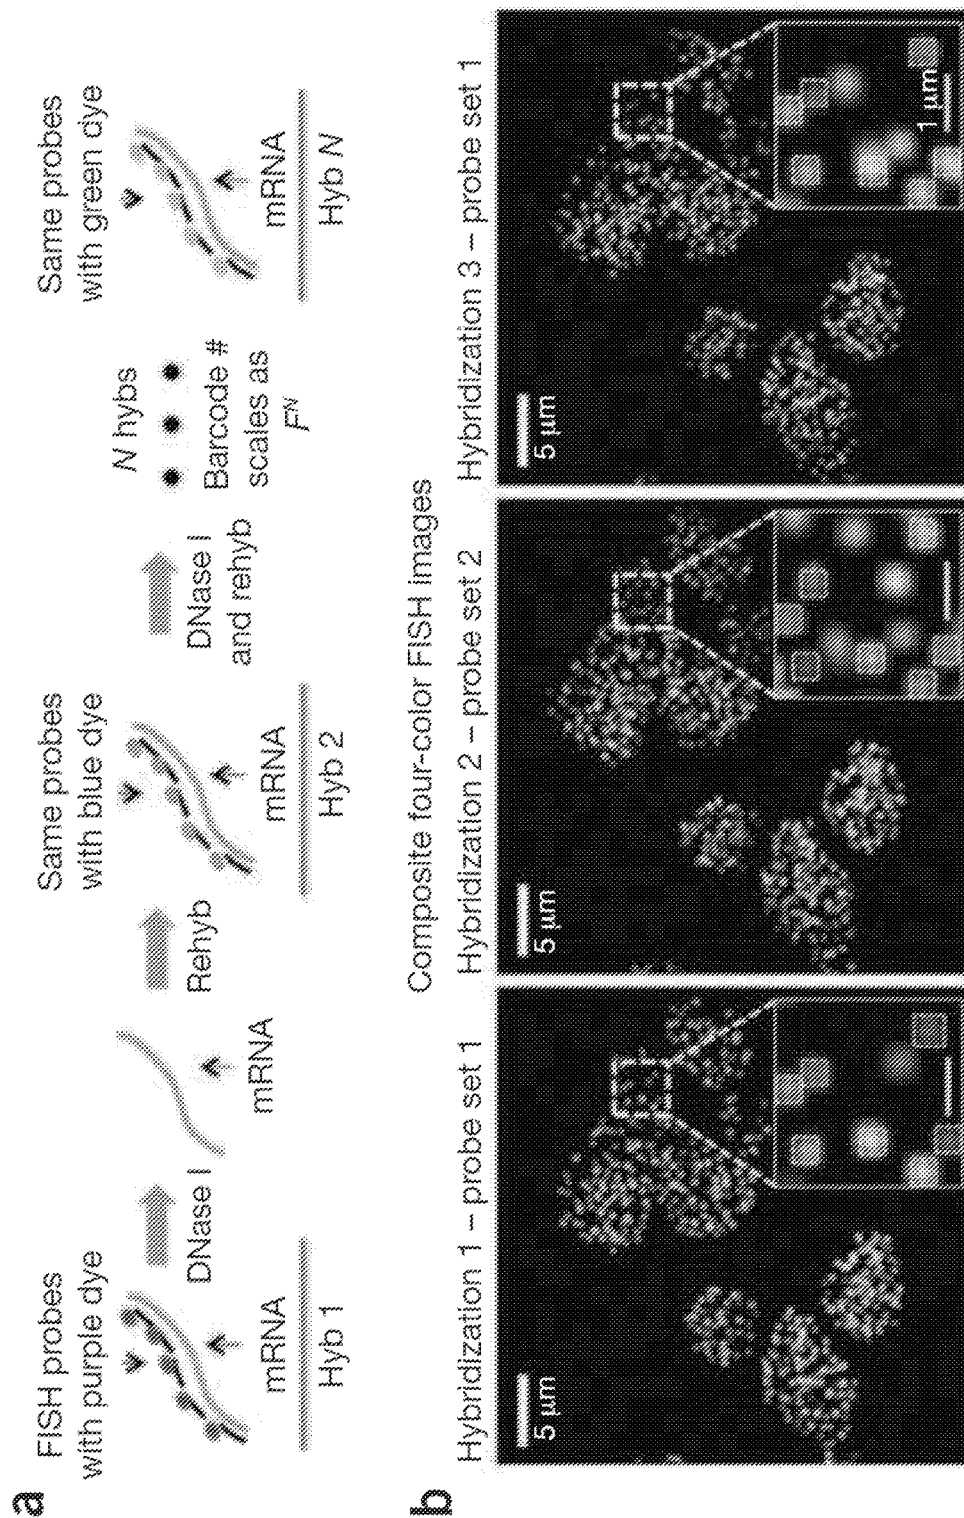 a
FISH probes
with purple dye
mRNA
Hyb 1
DNase I
mRNA
Rehyb
Same probes
with blue dye
mRNA
Hyb 2
DNase I
and rehyb
N hybs
Barcode #
scales as
F^N
Same probes
with green dye
mRNA
Hyb N
b
Composite four-color FISH images
Hybridization 1 – probe set 1
5 μm
Hybridization 2 – probe set 2
5 μm
Hybridization 3 – probe set 1
5 μm
1 μm